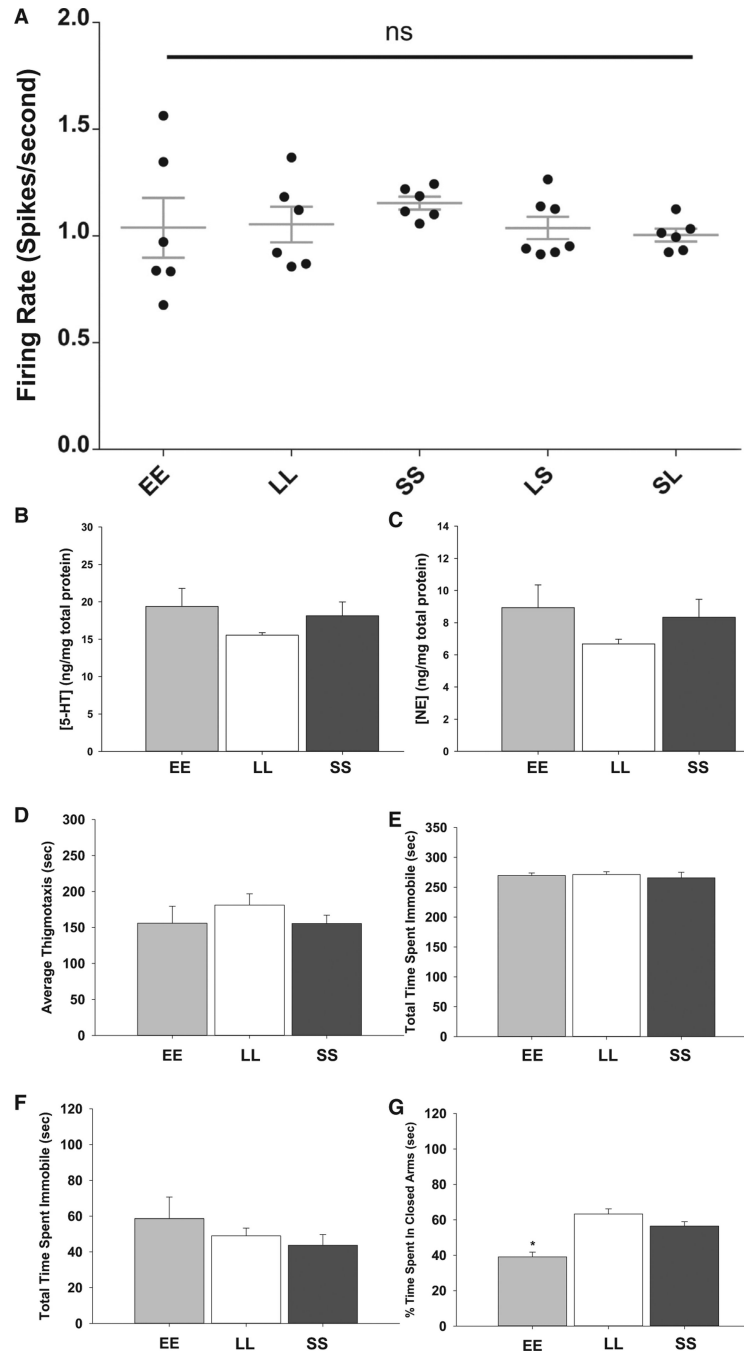 A
Firing Rate (Spikes/second)
2.0
1.5
1.0
0.5
0.0
ns
EE LL SS LS SL
B
[5-HT] (ng/mg total protein)
30
25
20
15
10
5
0
EE LL SS
C
[NE] (ng/mg total protein)
14
12
10
8
6
4
2
0
EE LL SS
D
Average Thigmotaxis (sec)
300
250
200
150
100
50
0
EE LL SS
E
Total Time Spent Immobile (sec)
350
300
250
200
150
100
50
0
EE LL SS
F
Total Time Spent Immobile (sec)
120
100
80
60
40
20
0
EE LL SS
G
% Time Spent In Closed Arms (sec)
120
100
80
60
40
20
0
*
EE LL SS